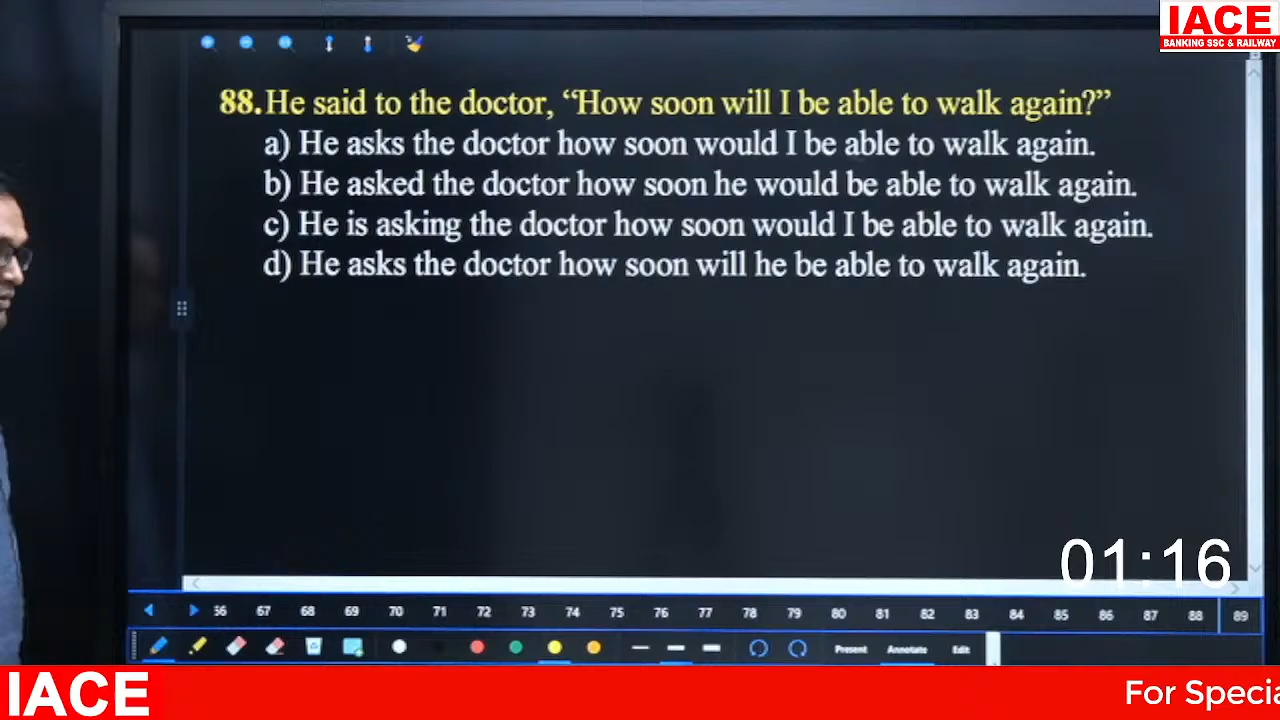 IACE
BANKING SSC & RAILWAY
88.He said to the doctor, “How soon will I be able to walk again?”
a) He asks the doctor how soon would I be able to walk again.
b) He asked the doctor how soon he would be able to walk again.
c) He is asking the doctor how soon would I be able to walk again.
d) He asks the doctor how soon will he be able to walk again.
01:16
66 67 68 69 70 71 72 73 74 75 76 77 78 79 80 81 82 83 84 85 86 87 88 89
Present Annotate Edit
IACE
For Specia